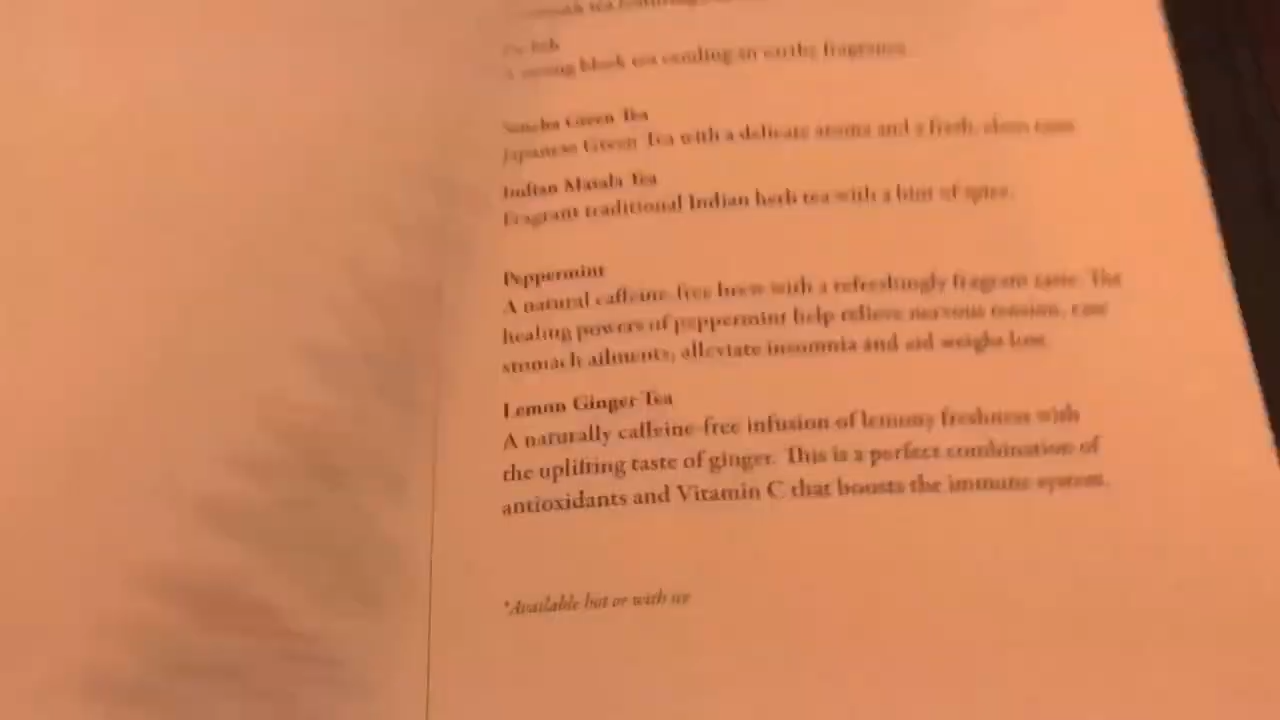 A strong black tea sending an earthy fragrance.
Sencha Green Tea
Japanese Green Tea with a delicate aroma and a fresh, clean taste.
Indian Masala Tea
Fragrant traditional Indian herb tea with a hint of spice.
Peppermint
A natural caffeine-free brew with a refreshingly fragrant taste. The
healing powers of peppermint help relieve nervous tension, ease
stomach ailments, alleviate insomnia and aid weight loss.
Lemon Ginger Tea
A naturally caffeine-free infusion of lemony freshness with
the uplifting taste of ginger. This is a perfect combination of
antioxidants and Vitamin C that boosts the immune system.
*Available hot or with ice